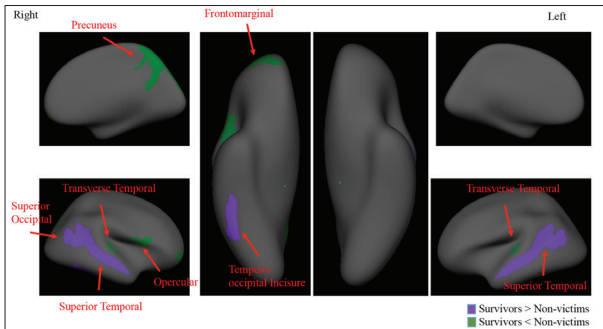 Right
Precuneus
Frontomarginal
Left
Transverse Temporal
Superior
Occipital
Opercular
Superior Temporal
Temporo-
occipital Incisure
Transverse Temporal
Superior Temporal
Survivors > Non-victims
Survivors < Non-victims